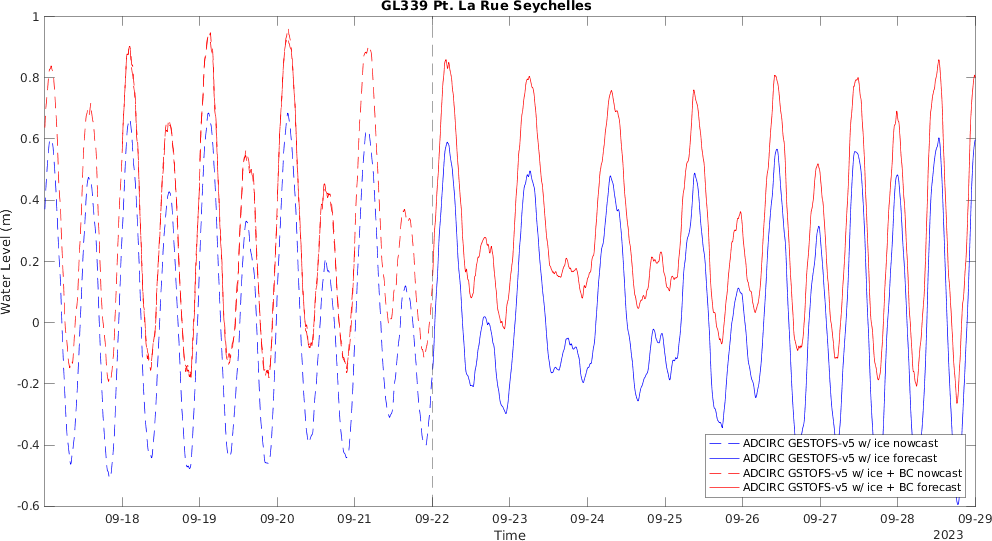 GL339 Pt. La Rue Seychelles
1
0.8
0.6
0.4
0.2
0
-0.2
-0.4
-0.6
Water Level (m)
ADCIRC GESTOFS-v5 w/ ice nowcast
ADCIRC GESTOFS-v5 w/ ice forecast
ADCIRC GSTOFS-v5 w/ ice + BC nowcast
ADCIRC GSTOFS-v5 w/ ice + BC forecast
09-18 09-19 09-20 09-21 09-22 09-23 09-24 09-25 09-26 09-27 09-28 09-29
Time
2023